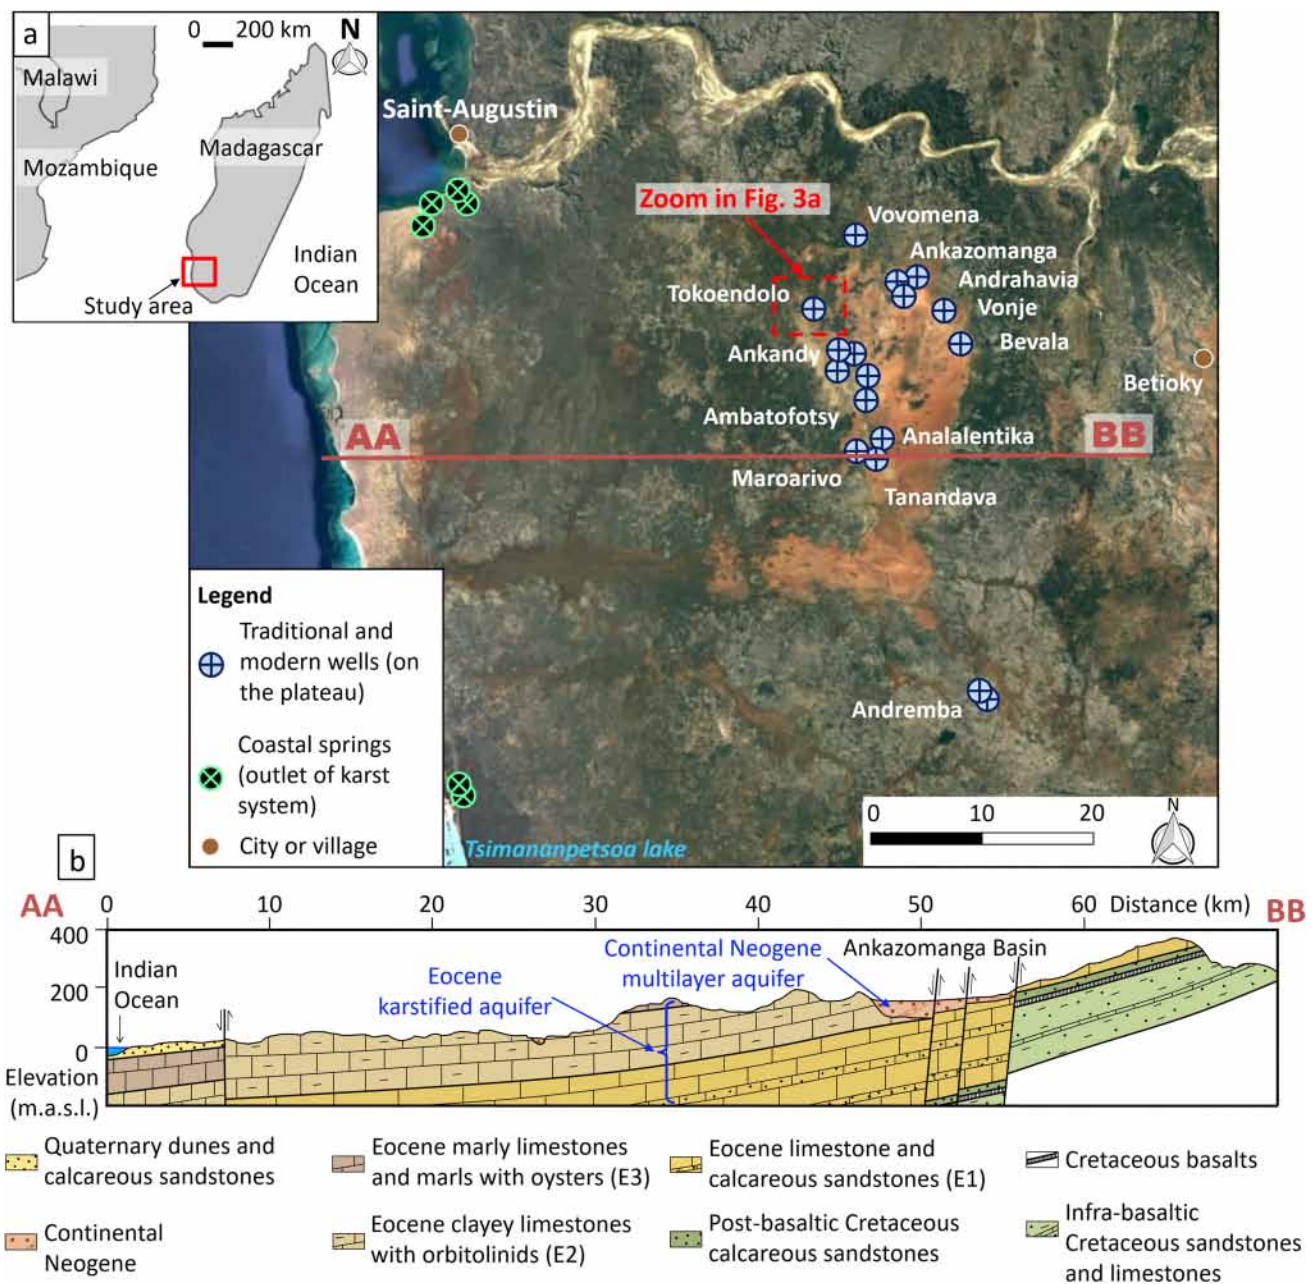 a
0 200 km
N
Malawi
Mozambique
Madagascar
Indian
Ocean
Study area
Saint-Augustin
Zoom in Fig. 3a
Vovomena
Ankazomanga
Andrahavia
Tokoendolo
Vonje
Bevala
Ankandy
Betioky
Ambatofotsy
AA
Analalentika
BB
Maroarivo
Tanandava
Andremba
Legend
Traditional and
modern wells (on
the plateau)
Coastal springs
(outlet of karst
system)
City or village
Tsimananpetsoa lake
0 10 20
N
b
AA
0 10 20 30 40 50 60 Distance (km)
BB
400
200
0
Elevation
(m.a.s.l.)
Indian
Ocean
Eocene
karstified aquifer
Continental Neogene
multilayer aquifer
Ankazomanga Basin
Quaternary dunes and
calcareous sandstones
Eocene marly limestones
and marls with oysters (E3)
Eocene limestone and
calcareous sandstones (E1)
Cretaceous basalts
Continental
Neogene
Eocene clayey limestones
with orbitolinids (E2)
Post-basaltic Cretaceous
calcareous sandstones
Infra-basaltic
Cretaceous sandstones
and limestones